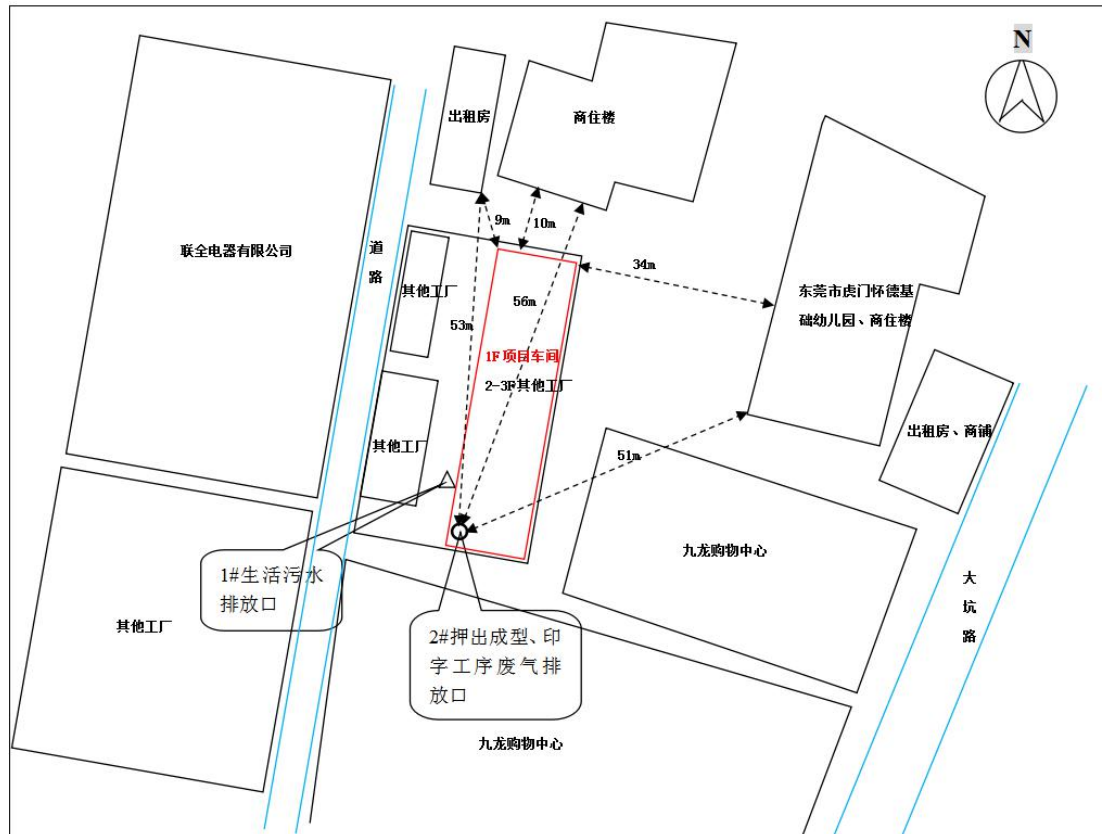 N
出租房
商住楼
9m
10m
联全电器有限公司
道
路
34m
其他工厂
东莞市虎门怀德基
础幼儿园、商住楼
56m
53m
1F项目车间
2-3F其他工厂
其他工厂
出租房、商铺
51m
九龙购物中心
1#生活污水
排放口
大
坑
路
其他工厂
2#押出成型、印
字工序废气排
放口
九龙购物中心